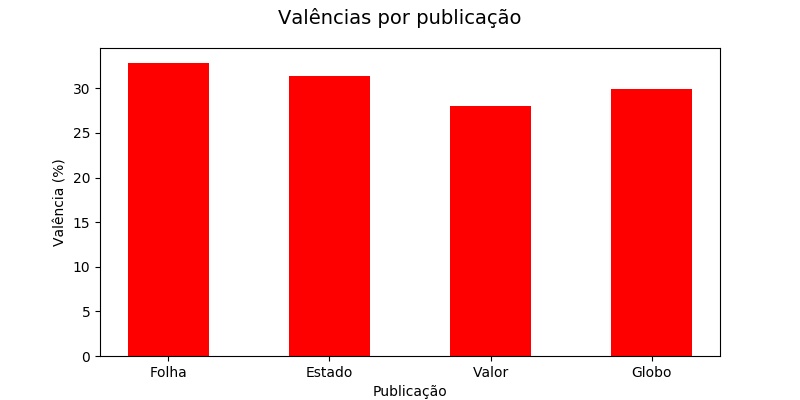 Valências por publicação
Valência (%)
30
25
20
15
10
5
0
Folha
Estado
Valor
Globo
Publicação